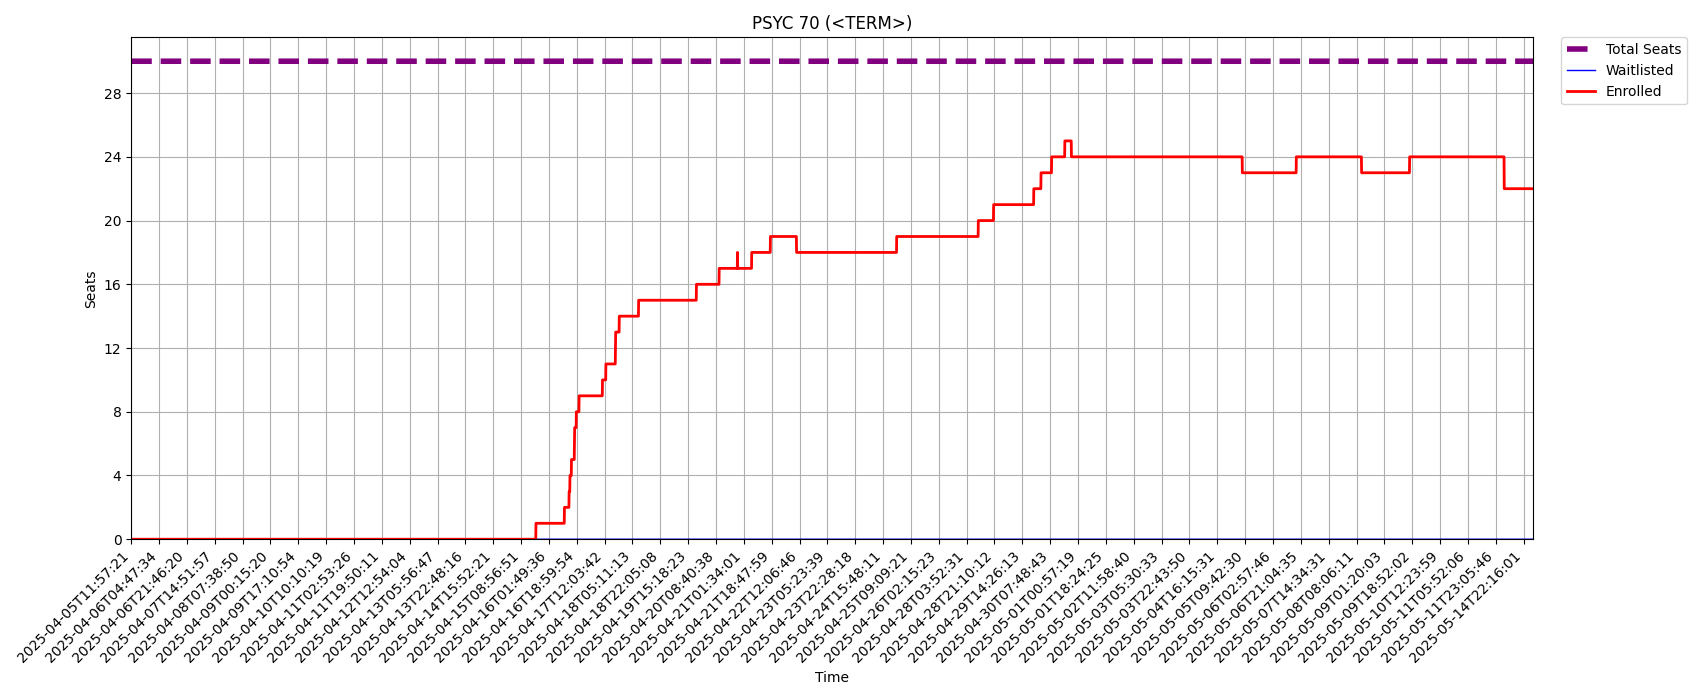 PSYC 70 (<TERM>)
Total Seats
Waitlisted
Enrolled
Seats
28
24
20
16
12
8
4
0
2025-04-05T11:57:21
2025-04-06T04:47:34
2025-04-06T21:46:20
2025-04-07T14:51:57
2025-04-08T07:38:50
2025-04-09T00:15:20
2025-04-09T17:10:54
2025-04-10T10:10:19
2025-04-11T02:53:26
2025-04-11T19:50:11
2025-04-12T12:54:04
2025-04-13T05:56:47
2025-04-13T22:48:16
2025-04-14T15:52:21
2025-04-15T08:56:51
2025-04-16T01:49:36
2025-04-16T18:59:54
2025-04-17T12:03:42
2025-04-18T05:11:13
2025-04-18T22:05:08
2025-04-19T15:18:23
2025-04-20T08:40:38
2025-04-21T01:34:01
2025-04-21T18:47:59
2025-04-22T12:06:46
2025-04-23T05:23:39
2025-04-23T22:28:18
2025-04-24T15:48:11
2025-04-25T09:09:21
2025-04-26T02:15:23
2025-04-28T03:52:31
2025-04-28T21:10:12
2025-04-29T14:26:13
2025-04-30T07:48:43
2025-05-01T00:57:19
2025-05-01T18:24:25
2025-05-02T11:58:40
2025-05-03T05:30:33
2025-05-03T22:43:50
2025-05-04T16:15:31
2025-05-05T09:42:30
2025-05-06T02:57:46
2025-05-06T21:04:35
2025-05-07T14:34:31
2025-05-08T08:06:11
2025-05-09T01:20:03
2025-05-09T18:52:02
2025-05-10T12:23:59
2025-05-11T05:52:06
2025-05-11T23:05:46
2025-05-14T22:16:01
Time